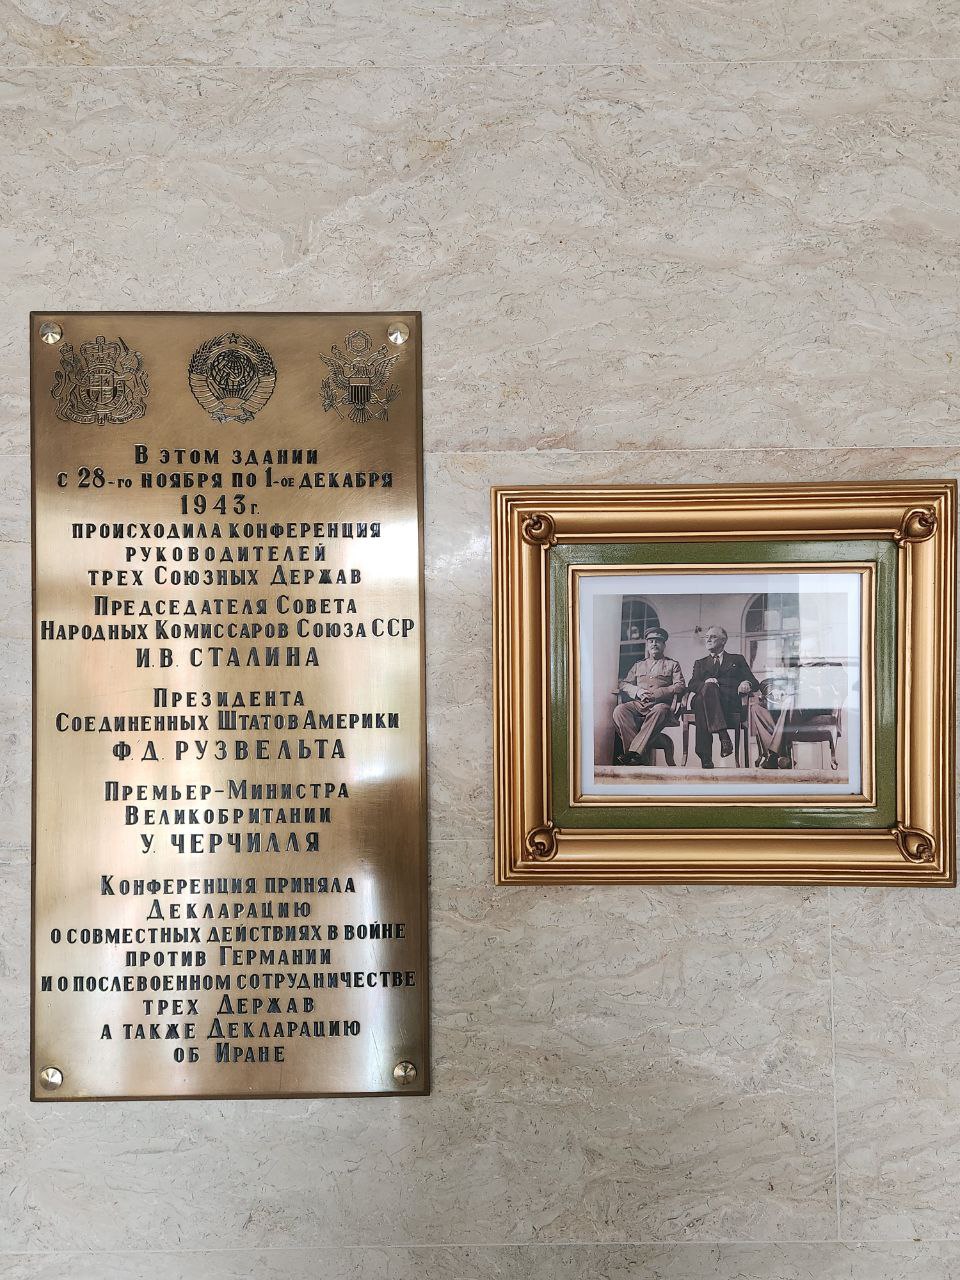 В этом здании
с 28-го ноября по 1-ое декабря
1943г.
происходила конференция
руководителей
трех Союзных Держав
Председателя Совета
Народных Комиссаров Союза ССР
И.В. СТАЛИНА
Президента
Соединенных Штатов Америки
Ф.Д. РУЗВЕЛЬТА
Премьер-Министра
Великобритании
У. ЧЕРЧИЛЛЯ
Конференция приняла
Декларацию
о совместных действиях в войне
против Германии
и о послевоенном сотрудничестве
трех Держав
а также Декларацию
об Иране